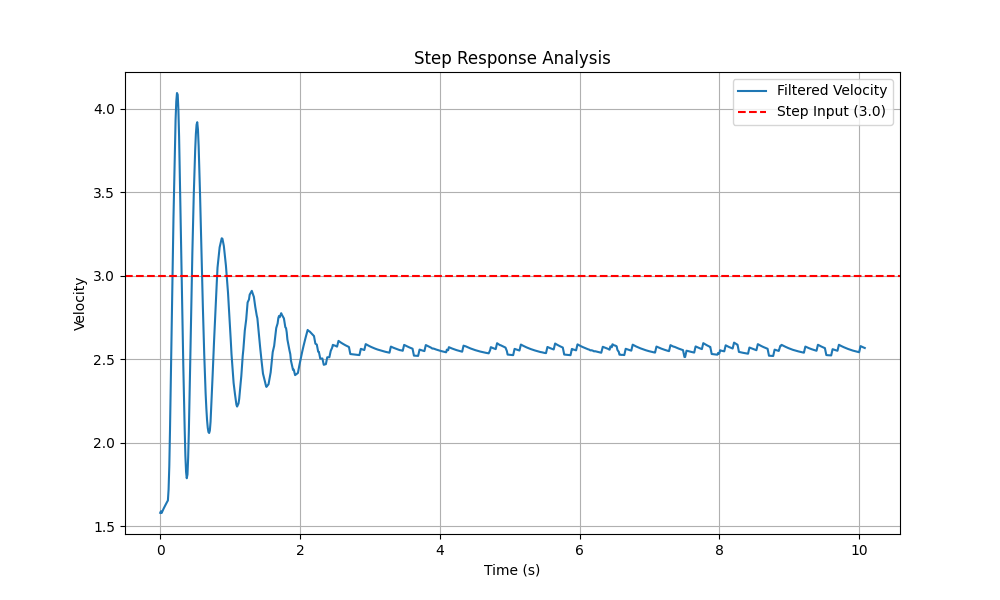 Step Response Analysis
Filtered Velocity
Step Input (3.0)
Velocity
4.0
3.5
3.0
2.5
2.0
1.5
0 2 4 6 8 10
Time (s)